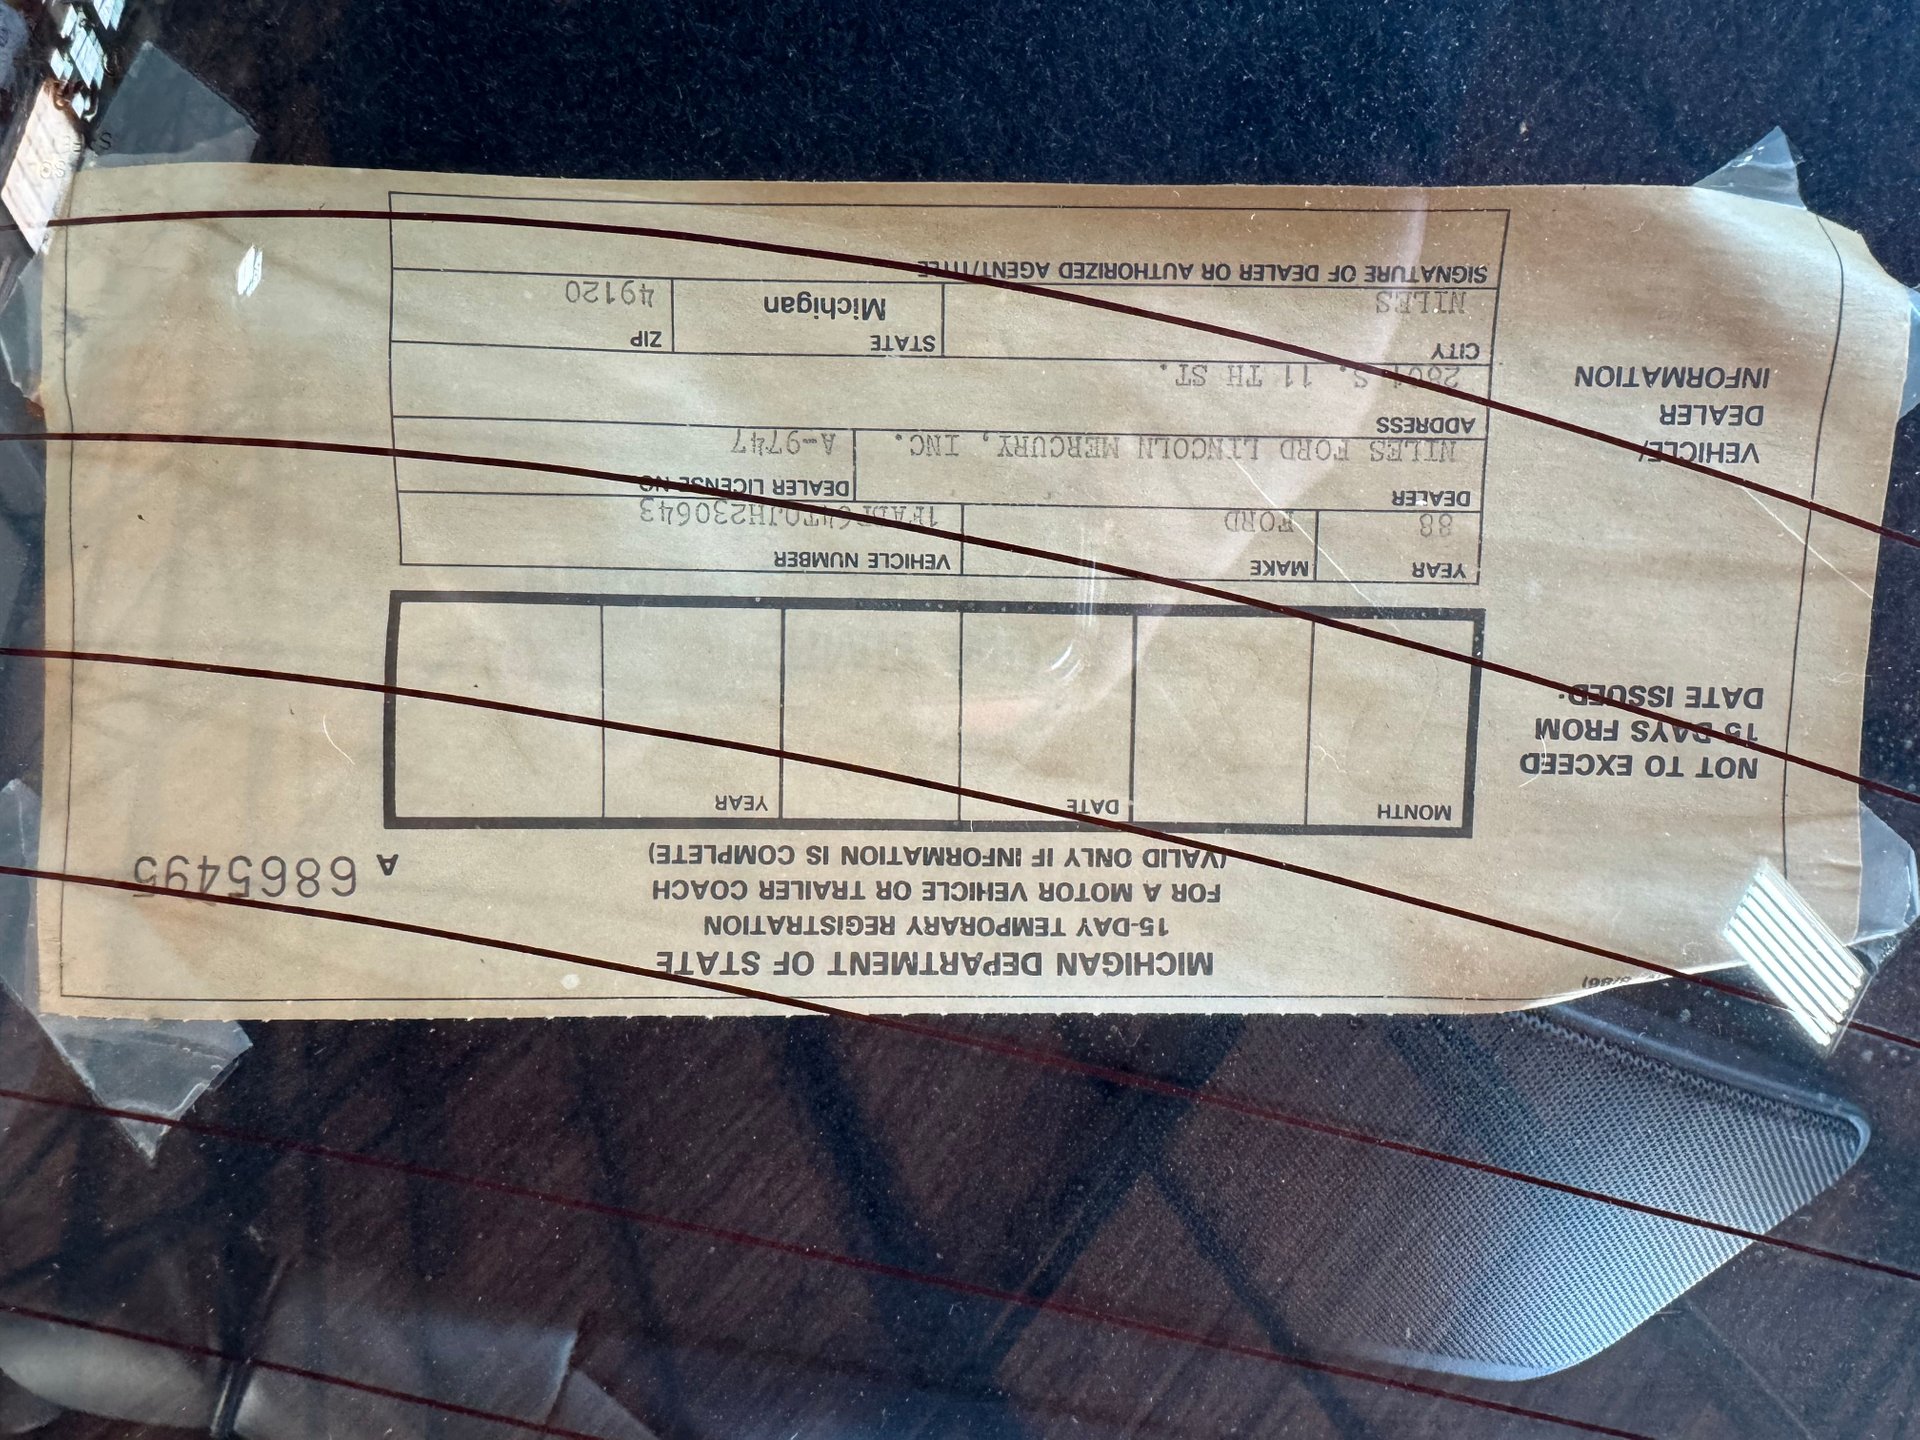 MICHIGAN DEPARTMENT OF STATE
15-DAY TEMPORARY REGISTRATION
FOR A MOTOR VEHICLE OR TRAILER COACH
(VALID ONLY IF INFORMATION IS COMPLETE)
A 6865495
NOT TO EXCEED
15 DAYS FROM
DATE ISSUED:
MONTH DATE YEAR
VEHICLE/
DEALER
INFORMATION
YEAR MAKE VEHICLE NUMBER
88 FORD
DEALER DEALER LICENSE NO
NILES FORD LINCOLN MERCURY, INC. A-9747
ADDRESS
S. 11 TH ST.
CITY STATE ZIP
NILES Michigan 49120
SIGNATURE OF DEALER OR AUTHORIZED AGENT/TITLE